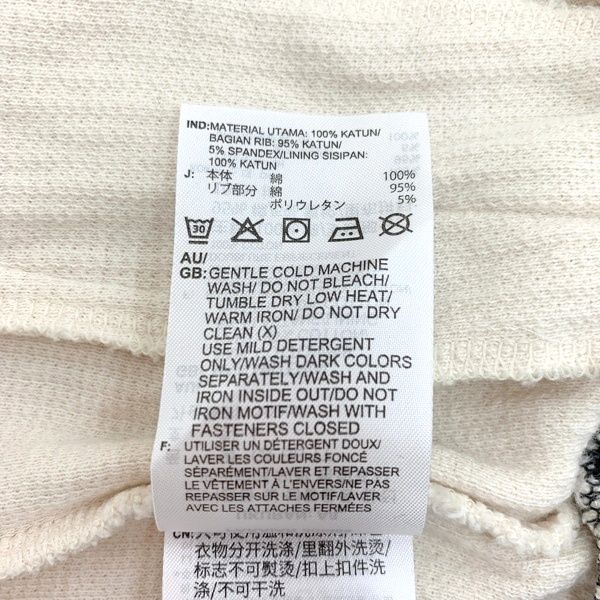 IND:MATERIAL UTAMA: 100% KATUN/
BAGIAN RIB: 95% KATUN/
5% SPANDEX/LINING SISIPAN:
100% KATUN
J: 本体 綿 100%
リブ部分 綿 95%
ポリウレタン 5%
30
AU/
GB: GENTLE COLD MACHINE
WASH/ DO NOT BLEACH/
TUMBLE DRY LOW HEAT/
WARM IRON/ DO NOT DRY
CLEAN (X)
USE MILD DETERGENT
ONLY/WASH DARK COLORS
SEPARATELY/WASH AND
IRON INSIDE OUT/DO NOT
IRON MOTIF/WASH WITH
FASTENERS CLOSED
F: UTILISER UN DÉTERGENT DOUX/
LAVER LES COULEURS FONCÉ
SÉPARÉMENT/LAVER ET REPASSER
LE VÊTEMENT À L'ENVERS/NE PAS
REPASSER SUR LE MOTIF/LAVER
AVEC LES ATTACHES FERMÉES
CN:
衣物分开洗涤/里翻外洗烫/
标志不可熨烫/扣上扣件洗
涤/不可干洗